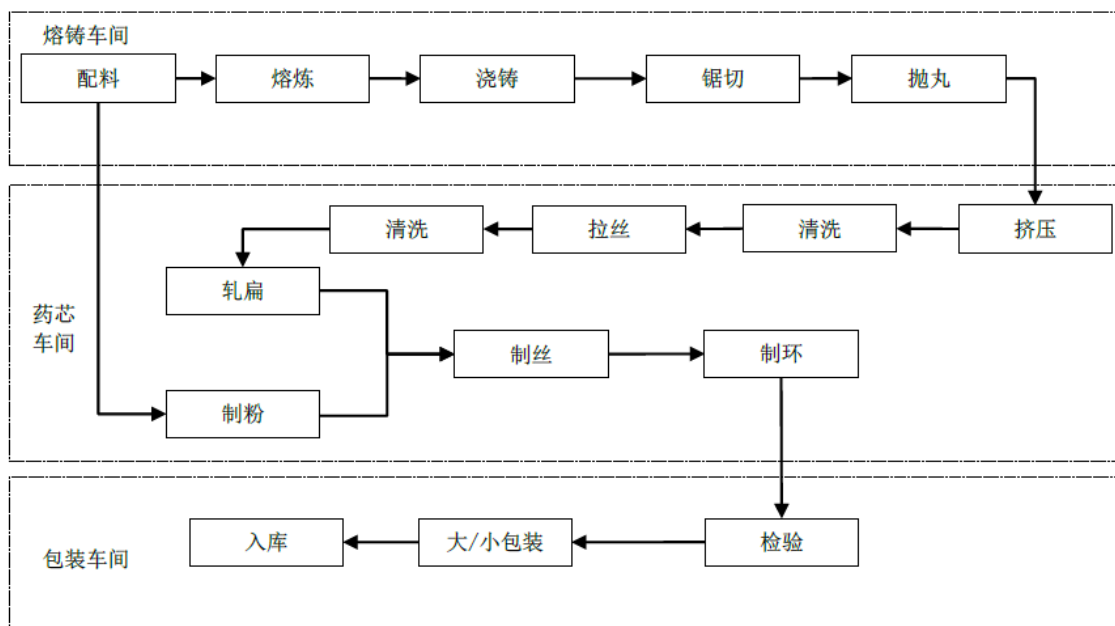 熔铸车间
配料
熔炼
浇铸
锯切
抛丸
清洗
拉丝
清洗
挤压
轧扁
药芯
车间
制丝
制环
制粉
入库
大/小包装
检验
包装车间